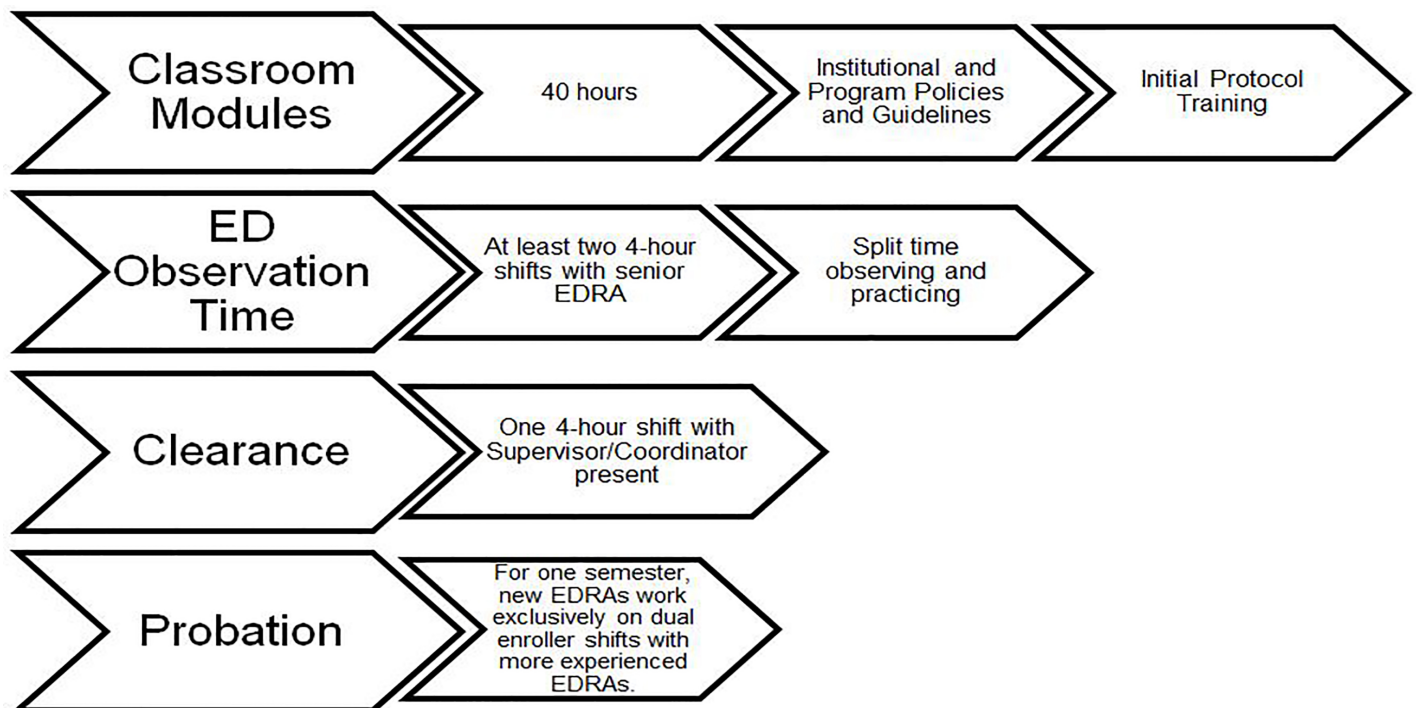 Classroom
Modules
40 hours
Institutional and
Program Policies
and Guidelines
Initial Protocol
Training
ED
Observation
Time
At least two 4-hour
shifts with senior
EDRA
Split time
observing and
practicing
Clearance
One 4-hour shift with
Supervisor/Coordinator
present
Probation
For one semester,
new EDRAs work
exclusively on dual
enroller shifts with
more experienced
EDRAs.